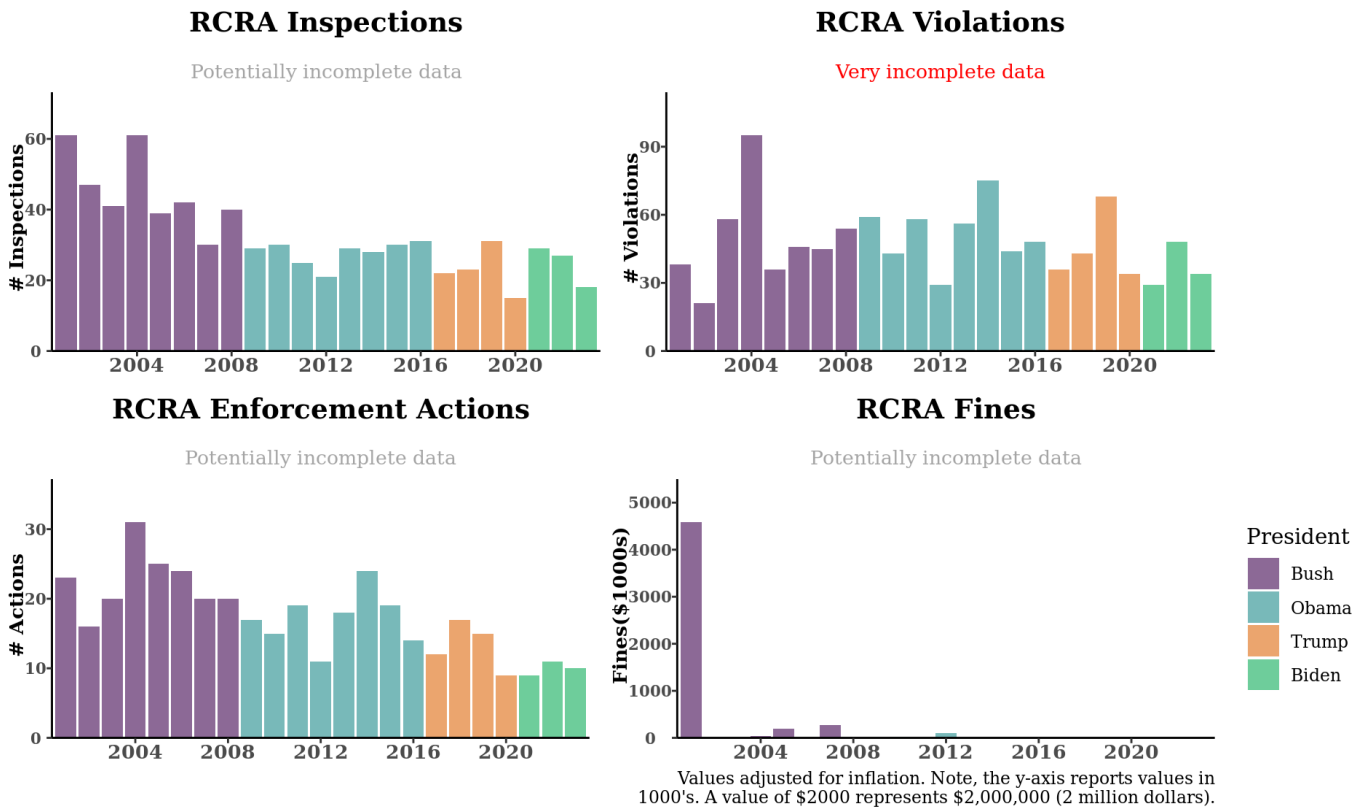 RCRA Inspections
Potentially incomplete data
# Inspections
60
40
20
0
2004 2008 2012 2016 2020
RCRA Violations
Very incomplete data
# Violations
90
60
30
0
2004 2008 2012 2016 2020
RCRA Enforcement Actions
Potentially incomplete data
# Actions
30
20
10
0
2004 2008 2012 2016 2020
RCRA Fines
Potentially incomplete data
Fines($1000s)
5000
4000
3000
2000
1000
0
2004 2008 2012 2016 2020
President
Bush
Obama
Trump
Biden
Values adjusted for inflation. Note, the y-axis reports values in
1000's. A value of $2000 represents $2,000,000 (2 million dollars).